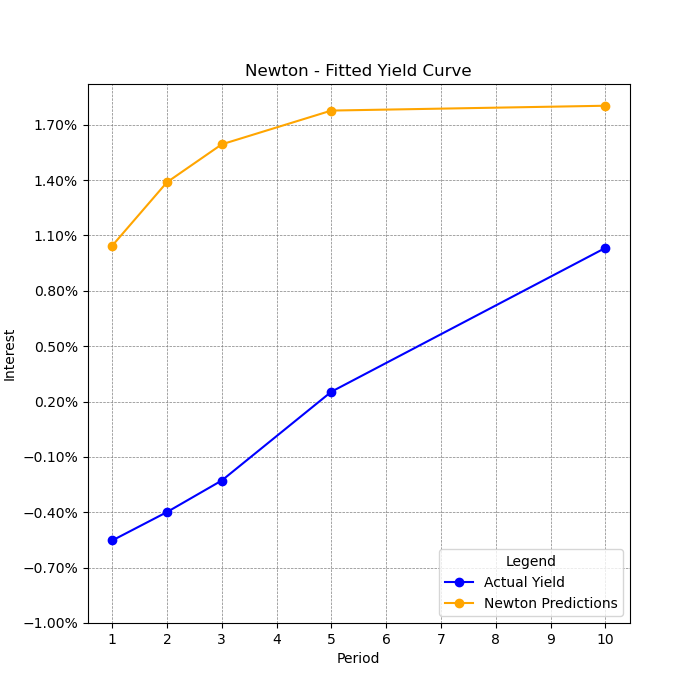 Newton - Fitted Yield Curve
Interest
1.70%
1.40%
1.10%
0.80%
0.50%
0.20%
−0.10%
−0.40%
−0.70%
−1.00%
1 2 3 4 5 6 7 8 9 10
Period
Legend
Actual Yield
Newton Predictions